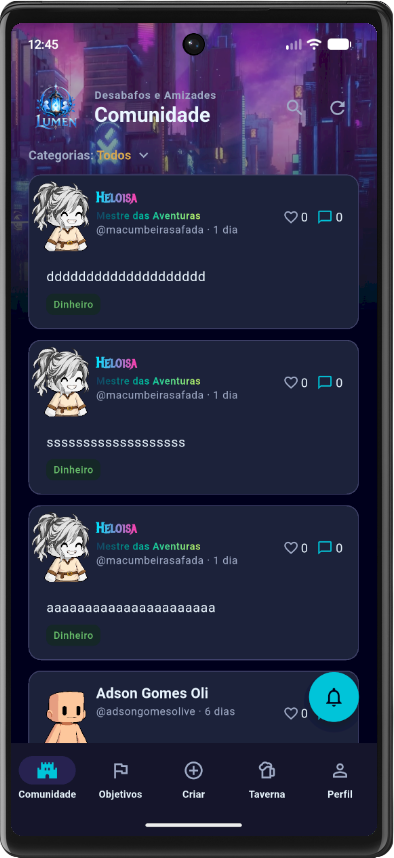 12:45
LUMEN
Desabafos e Amizades
Comunidade
Categorias: Todos
Heloisa
Mestre das Aventuras
@macumbeirasafada · 1 dia
0 0
dddddddddddddddddddd
Dinheiro
Heloisa
Mestre das Aventuras
@macumbeirasafada · 1 dia
0 0
sssssssssssssssssss
Dinheiro
Heloisa
Mestre das Aventuras
@macumbeirasafada · 1 dia
0 0
aaaaaaaaaaaaaaaaaaaaaa
Dinheiro
Adson Gomes Oli
@adsongomesolive · 6 dias
0
Comunidade Objetivos Criar Taverna Perfil